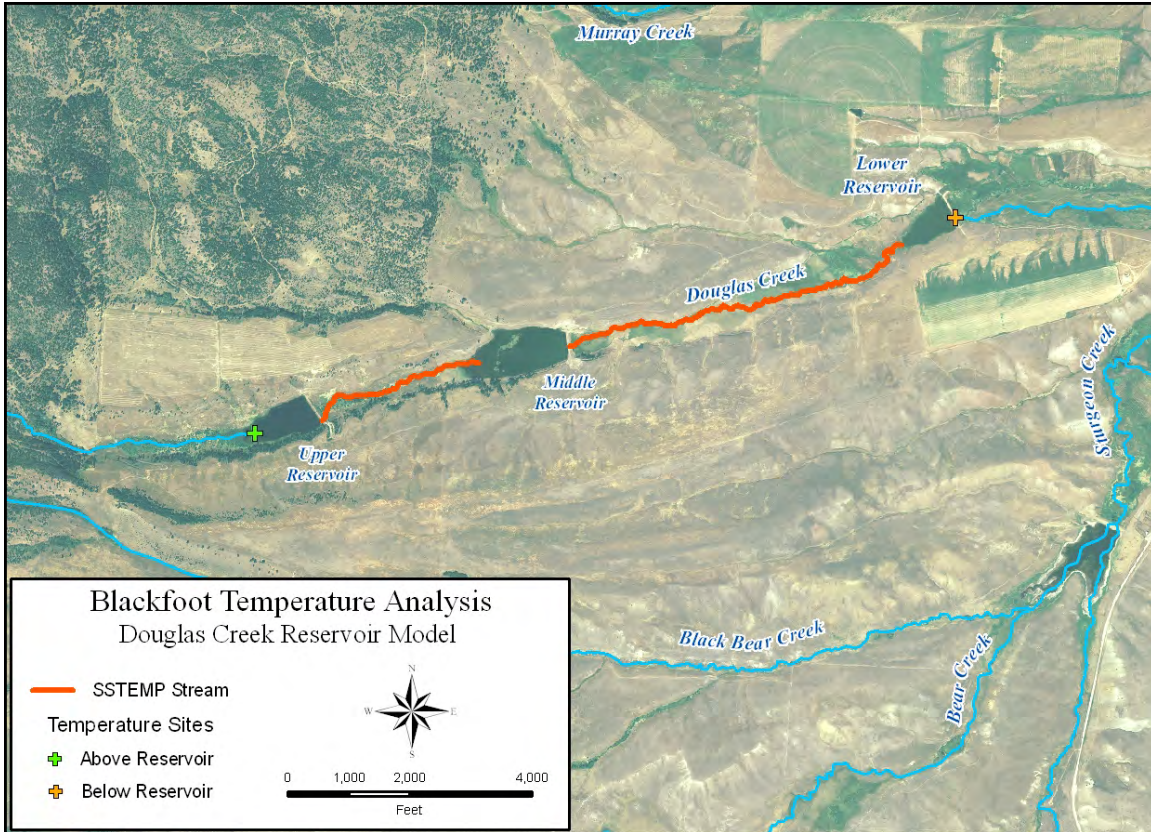 Murray Creek
Lower
Reservoir
Douglas Creek
Middle
Reservoir
Upper
Reservoir
Sturgeon Creek
Black Bear Creek
Bear Creek
Blackfoot Temperature Analysis
Douglas Creek Reservoir Model
SSTEMP Stream
Temperature Sites
Above Reservoir
Below Reservoir
N
W
E
S
0 1,000 2,000 4,000
Feet